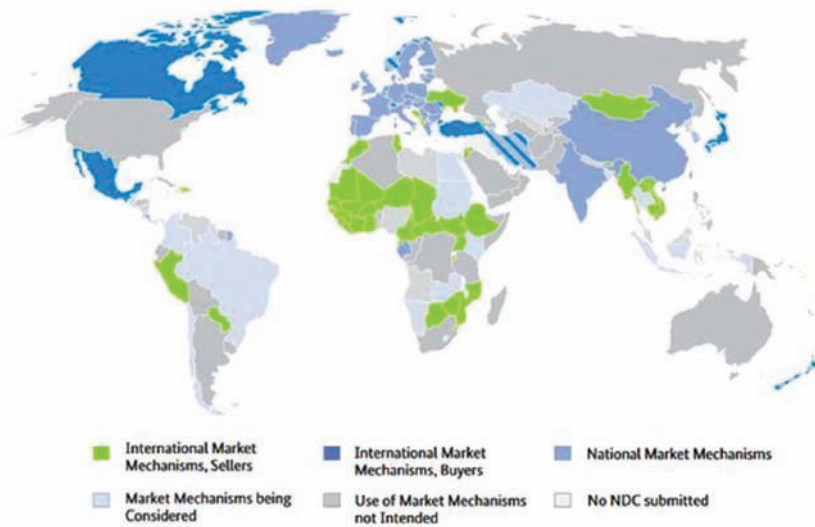 International Market
Mechanisms, Sellers
International Market
Mechanisms, Buyers
National Market Mechanisms
Market Mechanisms being
Considered
Use of Market Mechanisms
not Intended
No NDC submitted